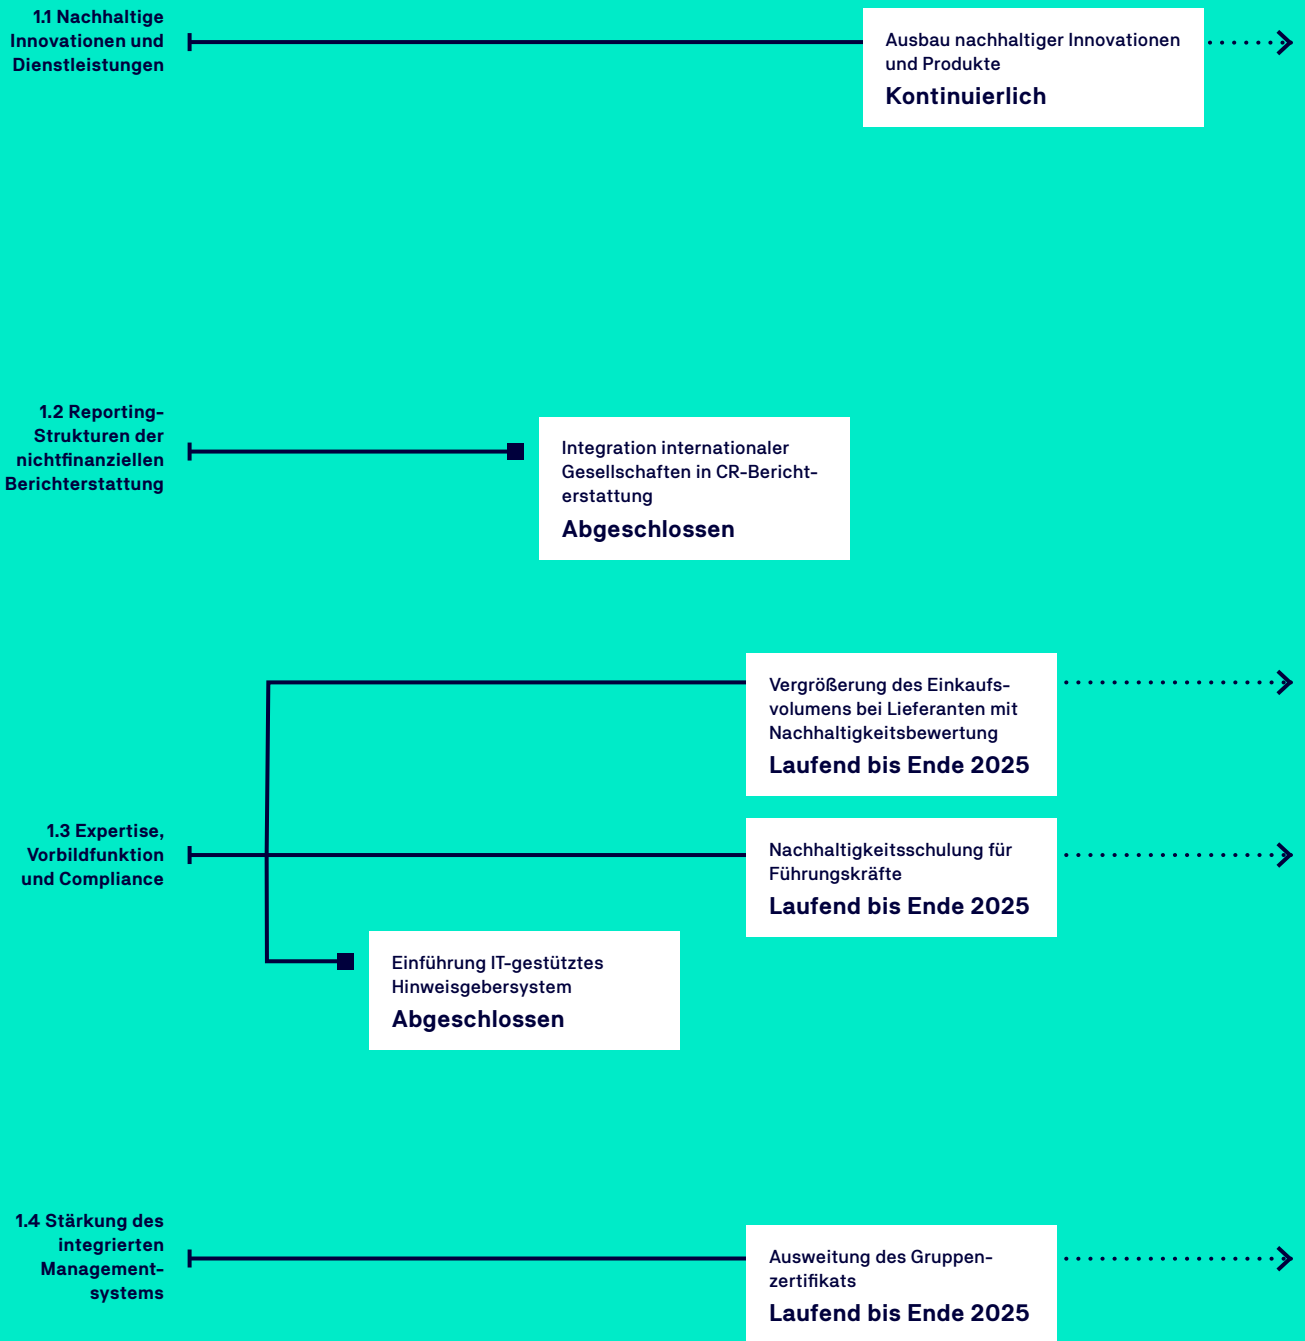 1.1 Nachhaltige
Innovationen und
Dienstleistungen
Ausbau nachhaltiger Innovationen
und Produkte
Kontinuierlich
1.2 Reporting-
Strukturen der
nichtfinanziellen
Berichterstattung
Integration internationaler
Gesellschaften in CR-Bericht-
erstattung
Abgeschlossen
1.3 Expertise,
Vorbildfunktion
und Compliance
Vergrößerung des Einkaufs-
volumens bei Lieferanten mit
Nachhaltigkeitsbewertung
Laufend bis Ende 2025
Nachhaltigkeitsschulung für
Führungskräfte
Laufend bis Ende 2025
Einführung IT-gestütztes
Hinweisgebersystem
Abgeschlossen
1.4 Stärkung des
integrierten
Management-
systems
Ausweitung des Gruppen-
zertifikats
Laufend bis Ende 2025